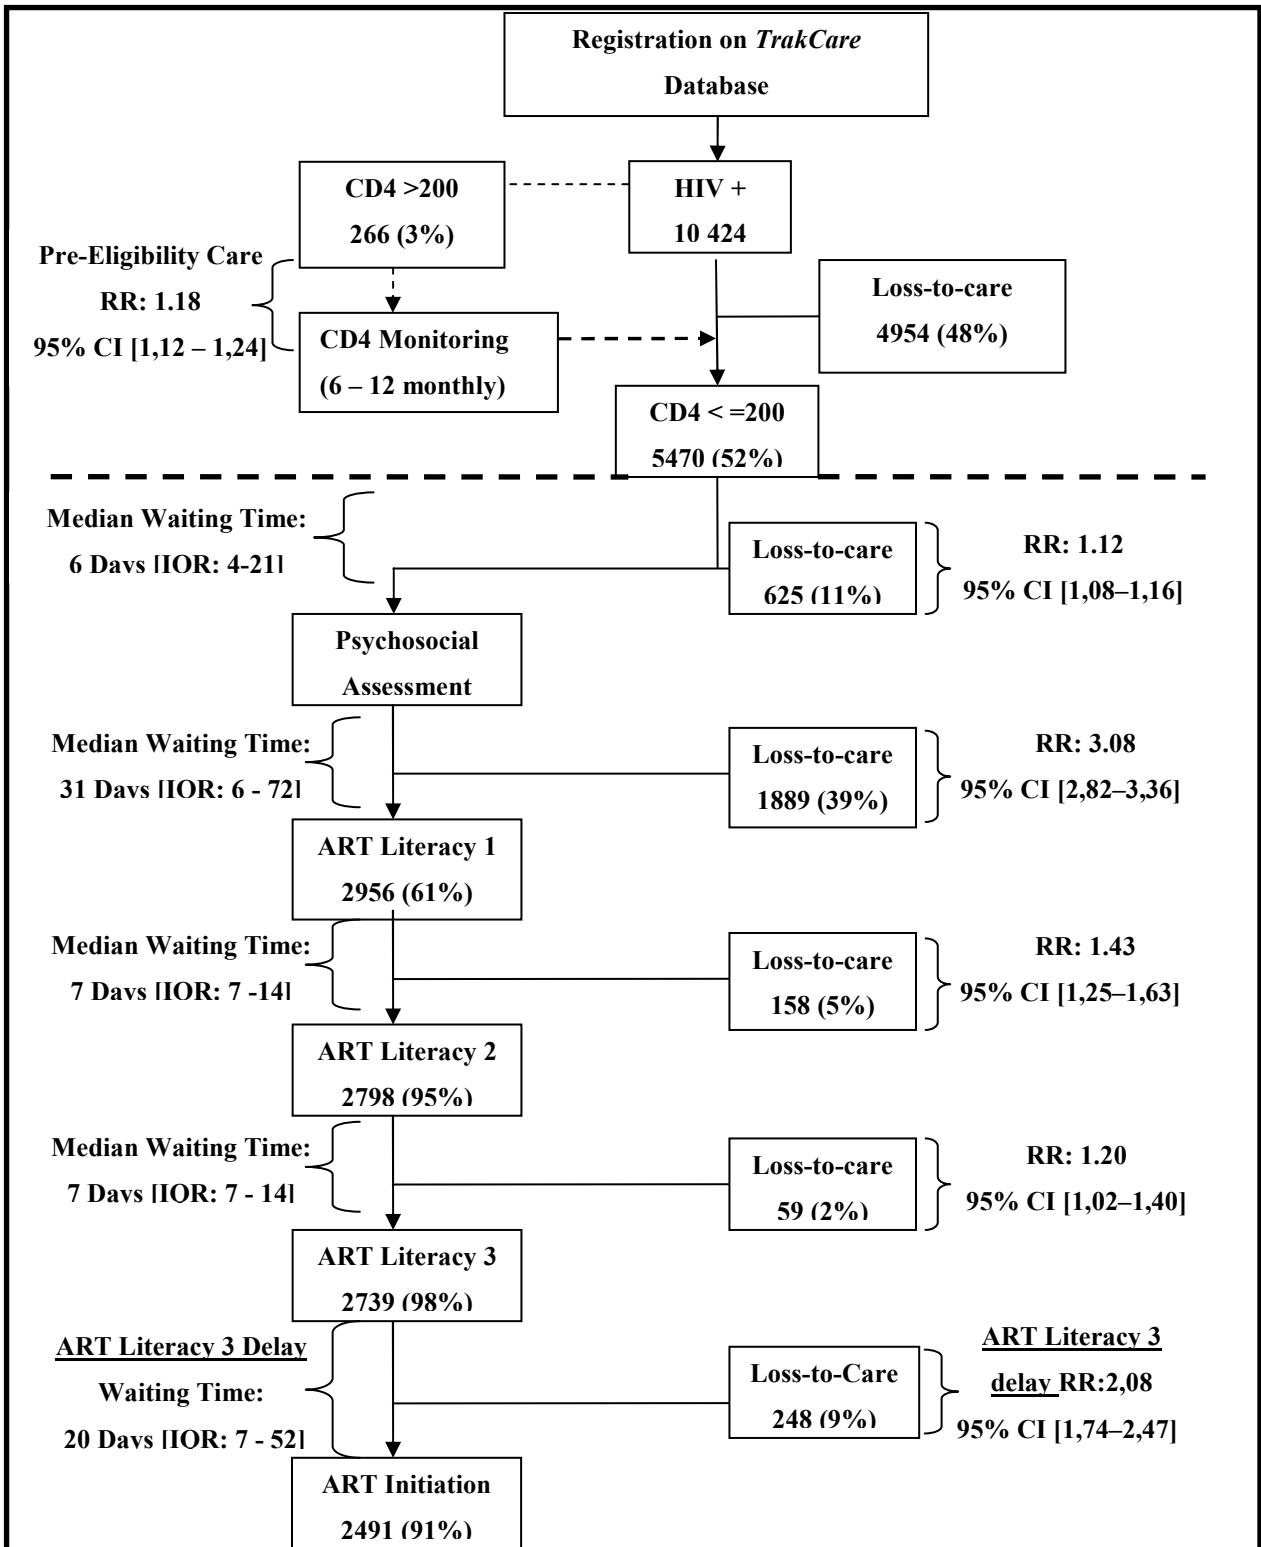 Registration on TrakCare
Database
CD4 >200
266 (3%)
HIV +
10 424
Pre-Eligibility Care
RR: 1.18
95% CI [1,12 – 1,24]
Loss-to-care
4954 (48%)
CD4 Monitoring
(6 – 12 monthly)
CD4 < =200
5470 (52%)
Median Waiting Time:
6 Days [IQR: 4-21]
Loss-to-care
625 (11%)
RR: 1.12
95% CI [1,08–1,16]
Psychosocial
Assessment
Median Waiting Time:
31 Days [IQR: 6 - 72]
Loss-to-care
1889 (39%)
RR: 3.08
95% CI [2,82–3,36]
ART Literacy 1
2956 (61%)
Median Waiting Time:
7 Days [IQR: 7 -14]
Loss-to-care
158 (5%)
RR: 1.43
95% CI [1,25–1,63]
ART Literacy 2
2798 (95%)
Median Waiting Time:
7 Days [IQR: 7 - 14]
Loss-to-care
59 (2%)
RR: 1.20
95% CI [1,02–1,40]
ART Literacy 3
2739 (98%)
ART Literacy 3 Delay
Waiting Time:
20 Days [IQR: 7 - 52]
Loss-to-Care
248 (9%)
ART Literacy 3
delay RR:2,08
95% CI [1,74–2,47]
ART Initiation
2491 (91%)